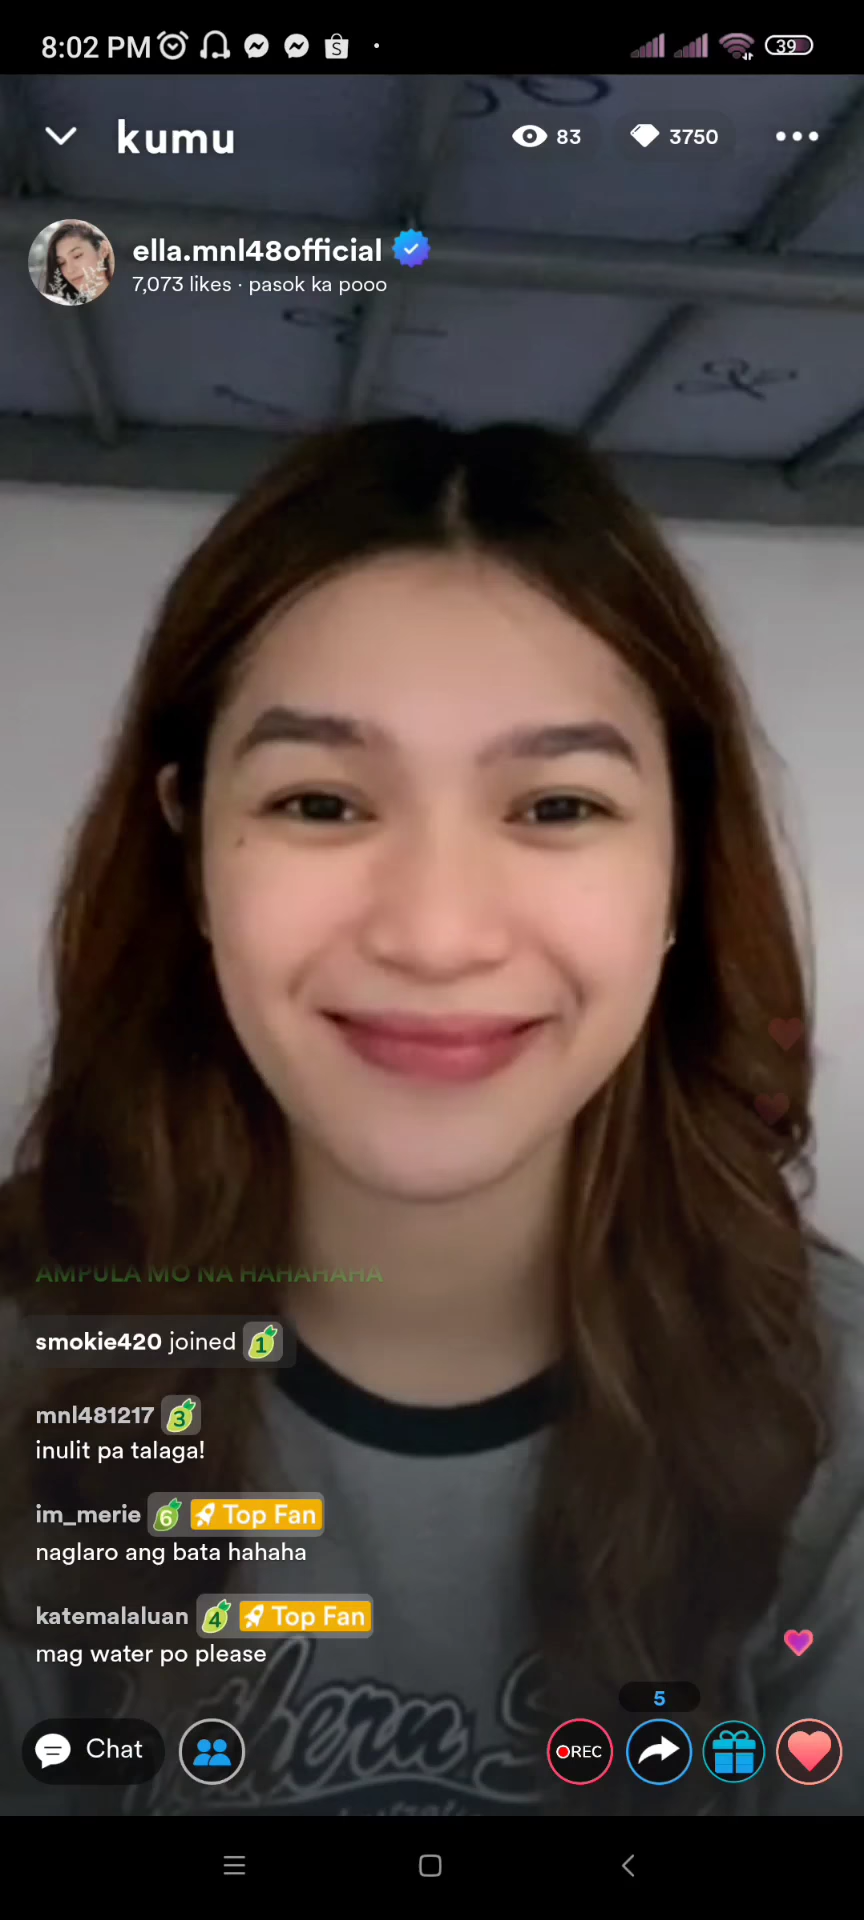 8:02 PM
39
kumu
83
3750
ella.mnl48official
7,073 likes · pasok ka pooo
AMPULA MO NA HAHAHAHA
smokie420 joined 1
mnl481217 3
inulit pa talaga!
im_merie 6 Top Fan
naglaro ang bata hahaha
katemalaluan 4 Top Fan
mag water po please
5
Chat
REC